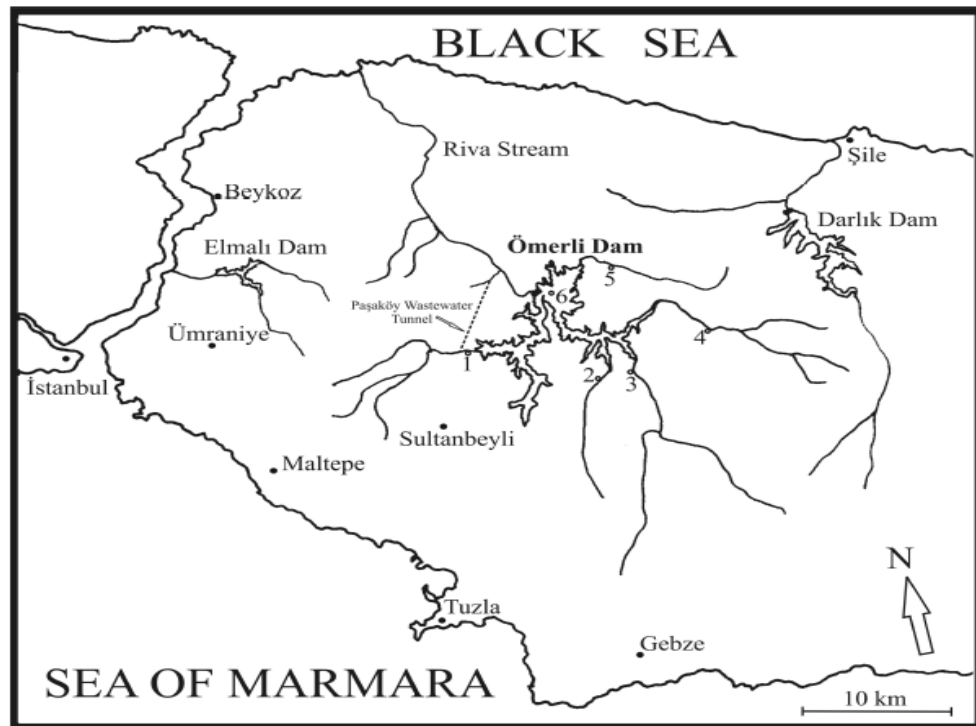 BLACK SEA
Riva Stream
Şile
Beykoz
Darlık Dam
Elmalı Dam
Ömerli Dam
5
6
Paşaköy Wastewater
Tunnel
Ümraniye
4
1
İstanbul
2
3
Sultanbeyli
Maltepe
N
Tuzla
Gebze
SEA OF MARMARA
10 km